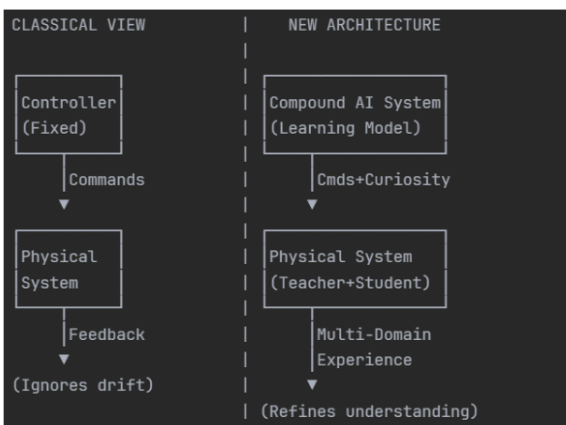 CLASSICAL VIEW | NEW ARCHITECTURE
Controller | Compound AI System
(Fixed) | (Learning Model)
Commands | Cmds+Curiosity
Physical | Physical System
System | (Teacher+Student)
Feedback | Multi-Domain
Experience
(Ignores drift)
(Refines understanding)